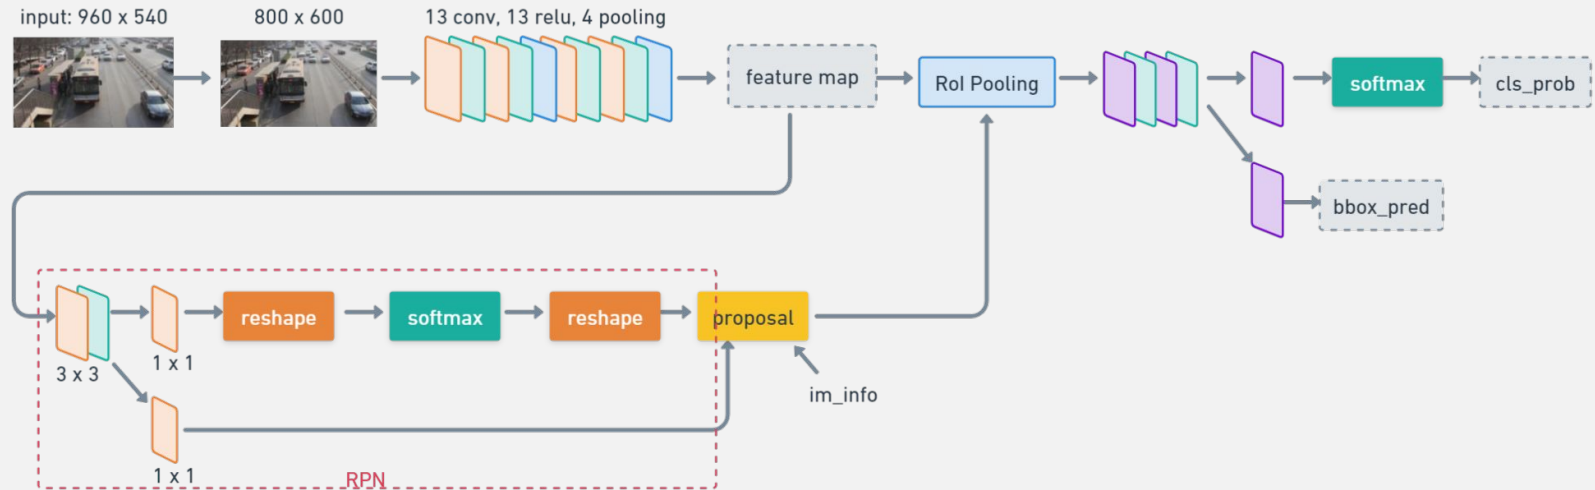 input: 960 x 540
800 x 600
13 conv, 13 relu, 4 pooling
feature map
RoI Pooling
softmax
cls_prob
bbox_pred
reshape
softmax
reshape
proposal
1 x 1
3 x 3
im_info
1 x 1
RPN